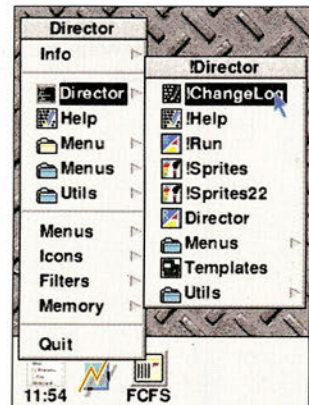 Director
Info
Director
Help
Menu
Menus
Utils
Menus
Icons
Filters
Memory
Quit
!Director
!ChangeLog
!Help
!Run
!Sprites
!Sprites22
Director
Menus
Templates
Utils
11:54
FCFS